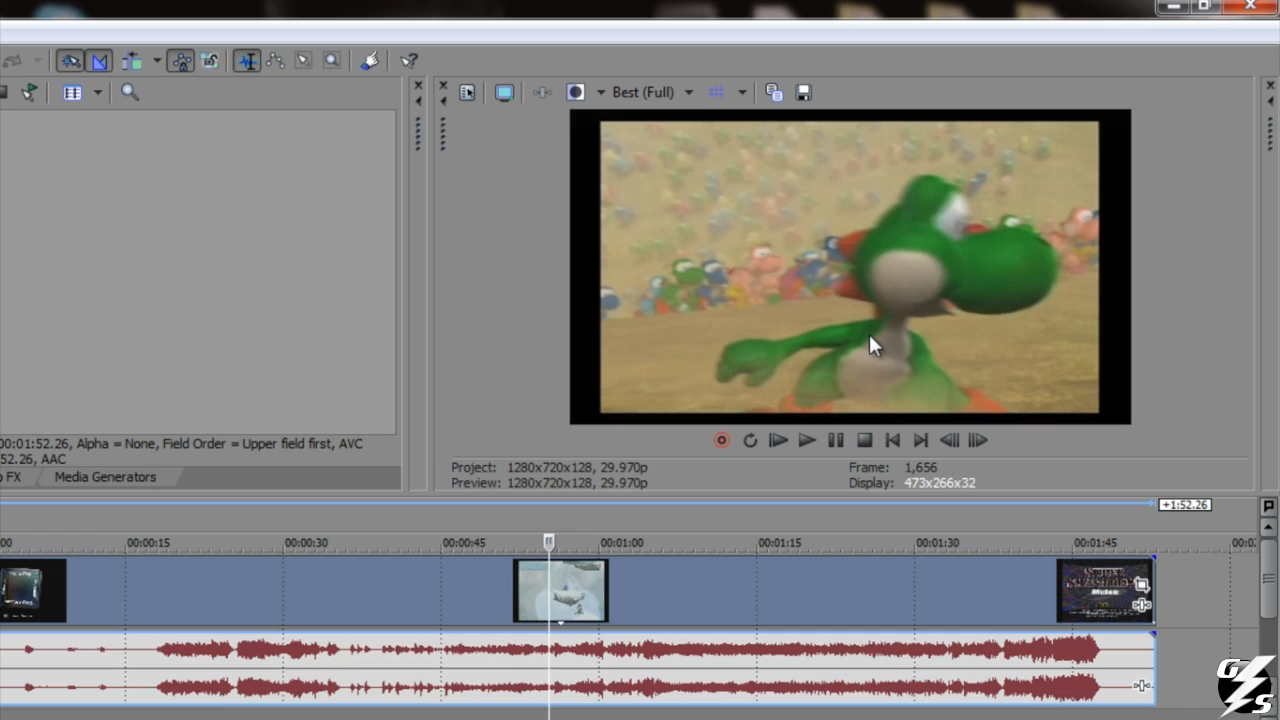 Best (Full)
00:01:52.26, Alpha = None, Field Order = Upper field first, AVC
52.26, AAC
FX
Media Generators
Project: 1280x720x128, 29.970p
Preview: 1280x720x128, 29.970p
Frame: 1,656
Display: 473x266x32
+1:52.26
00:00:15
00:00:30
00:00:45
00:01:00
00:01:15
00:01:30
00:01:45
Melee
G S